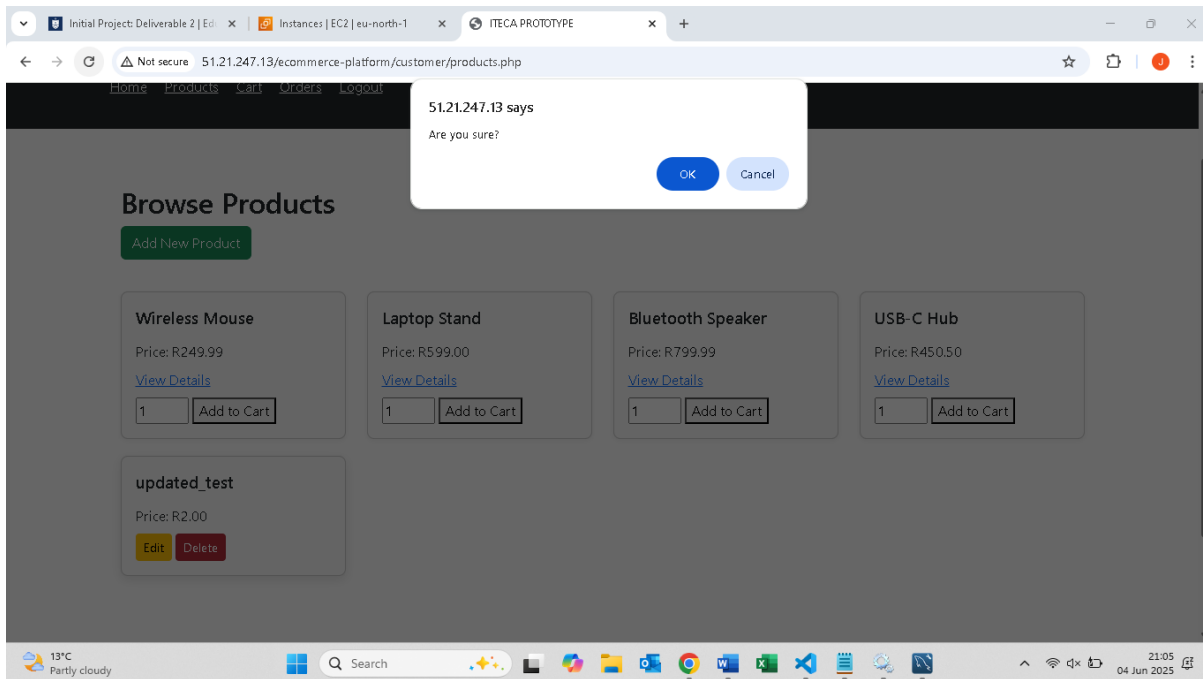 Initial Project: Deliverable 2 | Ed
Instances | EC2 | eu-north-1
ITECA PROTOTYPE
Not secure 51.21.247.13/ecommerce-platform/customer/products.php
J
Home Products Cart Orders Logout
51.21.247.13 says
Are you sure?
OK Cancel
Browse Products
Add New Product
Wireless Mouse
Price: R249.99
View Details
1 Add to Cart
Laptop Stand
Price: R599.00
View Details
1 Add to Cart
Bluetooth Speaker
Price: R799.99
View Details
1 Add to Cart
USB-C Hub
Price: R450.50
View Details
1 Add to Cart
updated_test
Price: R2.00
Edit Delete
13°C
Partly cloudy
Search
21:05
04 Jun 2025